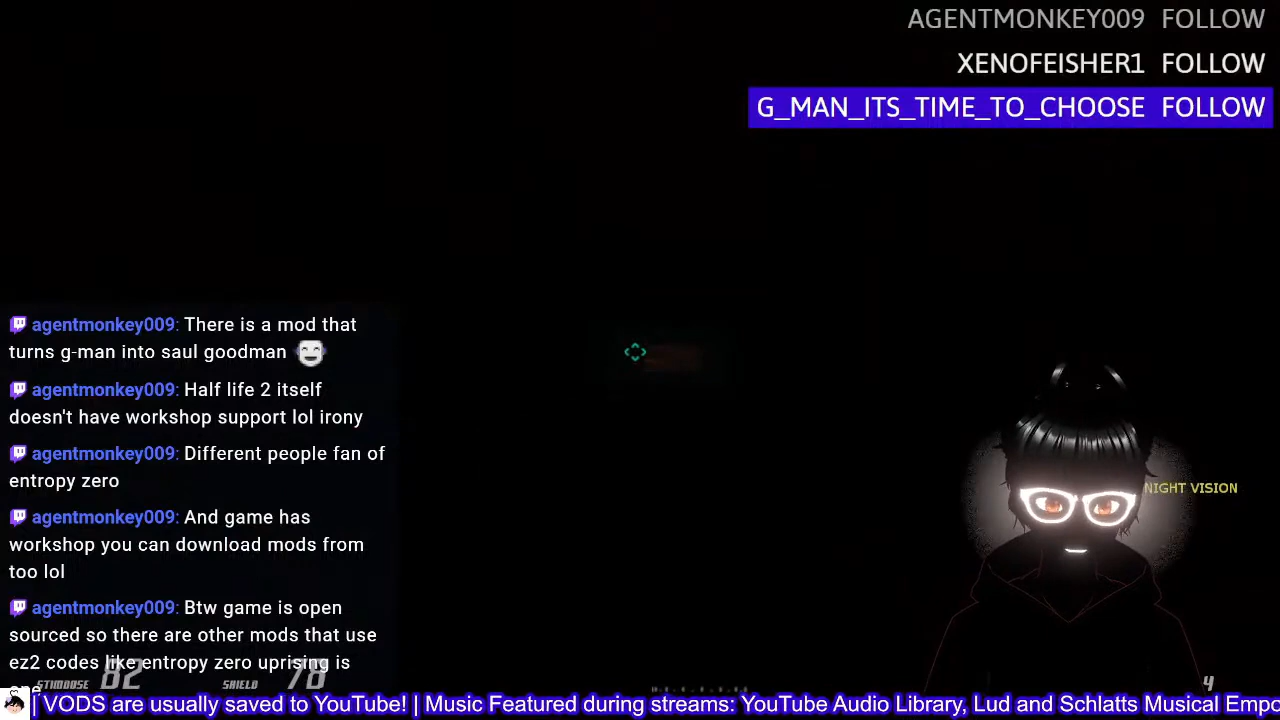 AGENTMONKEY009 FOLLOW
XENOFEISHER1 FOLLOW
G_MAN_ITS_TIME_TO_CHOOSE FOLLOW
agentmonkey009: There is a mod that
turns g-man into saul goodman
agentmonkey009: Half life 2 itself
doesn't have workshop support lol irony
agentmonkey009: Different people fan of
entropy zero
agentmonkey009: And game has
workshop you can download mods from
too lol
agentmonkey009: Btw game is open
sourced so there are other mods that use
ez2 codes like entropy zero uprising is
one
NIGHT VISION
STIMDOSE 82 SHIELD 78
4
| VODS are usually saved to YouTube! | Music Featured during streams: YouTube Audio Library, Lud and Schlatts Musical Empo